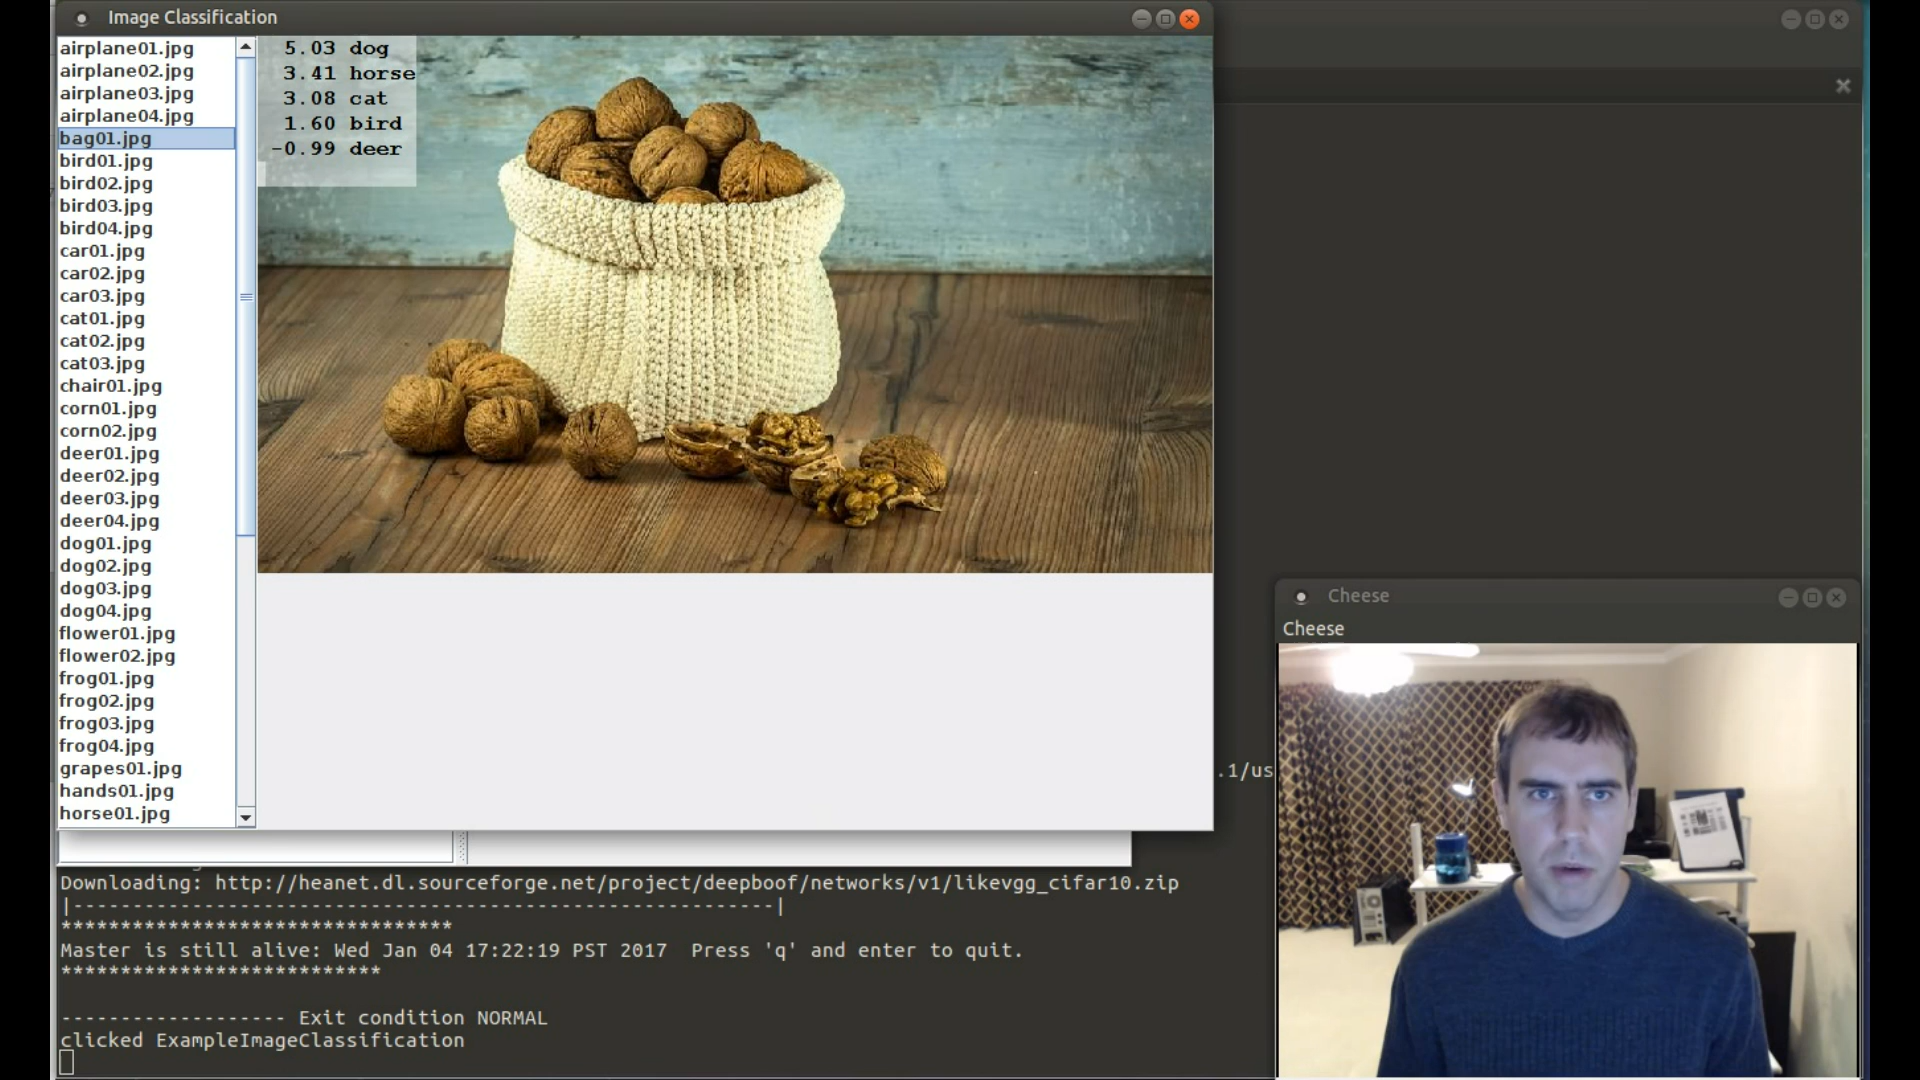 Image Classification
airplane01.jpg
airplane02.jpg
airplane03.jpg
airplane04.jpg
bag01.jpg
bird01.jpg
bird02.jpg
bird03.jpg
bird04.jpg
car01.jpg
car02.jpg
car03.jpg
cat01.jpg
cat02.jpg
cat03.jpg
chair01.jpg
corn01.jpg
corn02.jpg
deer01.jpg
deer02.jpg
deer03.jpg
deer04.jpg
dog01.jpg
dog02.jpg
dog03.jpg
dog04.jpg
flower01.jpg
flower02.jpg
frog01.jpg
frog02.jpg
frog03.jpg
frog04.jpg
grapes01.jpg
hands01.jpg
horse01.jpg
5.03 dog
3.41 horse
3.08 cat
1.60 bird
-0.99 deer
.1/us
Cheese
Cheese
Downloading: http://heanet.dl.sourceforge.net/project/deepboof/networks/v1/likevgg_cifar10.zip
|------------------------------------------------------------|
*********************************
Master is still alive: Wed Jan 04 17:22:19 PST 2017  Press 'q' and enter to quit.
***************************
------------------- Exit condition NORMAL
clicked ExampleImageClassification